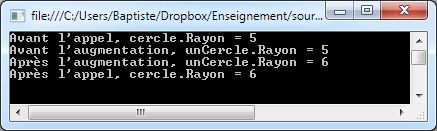 file:///C:/Users/Baptiste/Dropbox/Enseignement/sour...
Avant l'appel, cercle.Rayon = 5
Avant l'augmentation, unCercle.Rayon = 5
Après l'augmentation, unCercle.Rayon = 6
Après l'appel, cercle.Rayon = 6